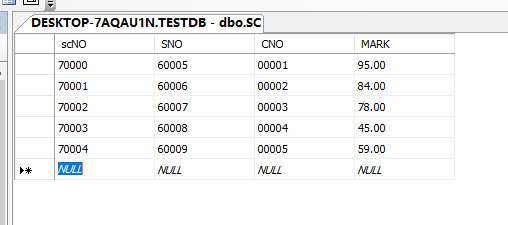 DESKTOP-7AQAU1N.TESTDB - dbo.SC
scNO SNO CNO MARK
70000 60005 00001 95.00
70001 60006 00002 84.00
70002 60007 00003 78.00
70003 60008 00004 45.00
70004 60009 00005 59.00
NULL NULL NULL NULL